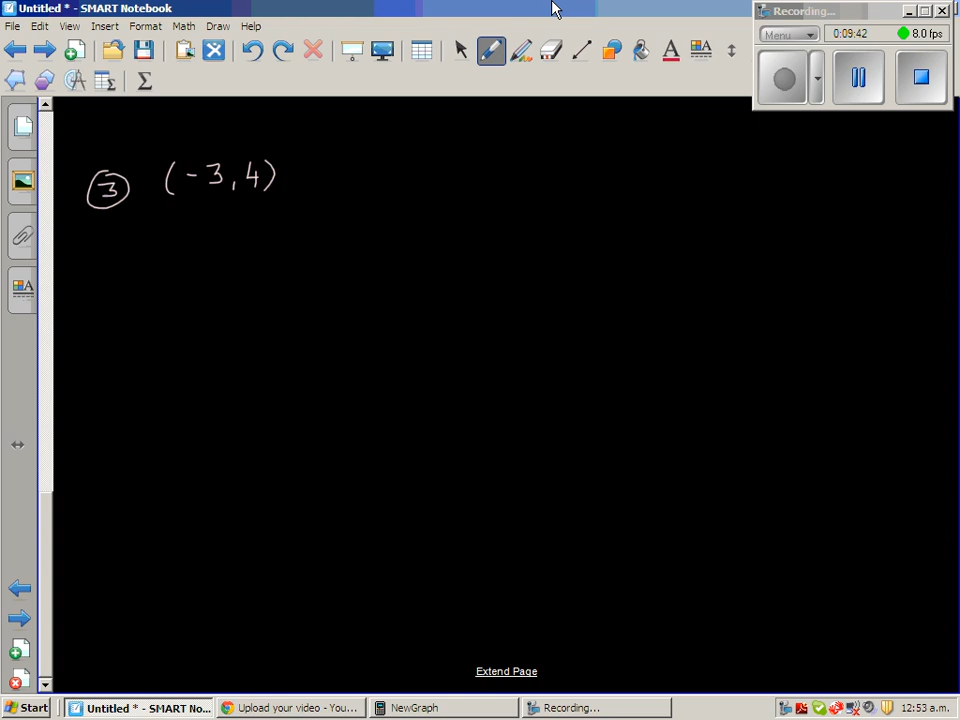 Untitled * - SMART Notebook
Recording...
File Edit View Insert Format Math Draw Help
Menu 0:09:42 8.0 fps
3 (-3,4)
Extend Page
Start Untitled * - SMART No... Upload your video - You... NewGraph Recording... 12:53 a.m.